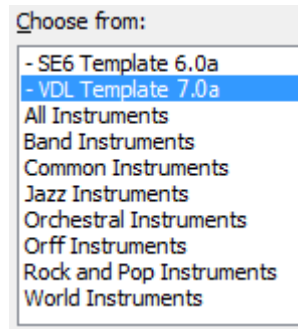 Choose from:
- SE6 Template 6.0a
- VDL Template 7.0a
All Instruments
Band Instruments
Common Instruments
Jazz Instruments
Orchestral Instruments
Orff Instruments
Rock and Pop Instruments
World Instruments